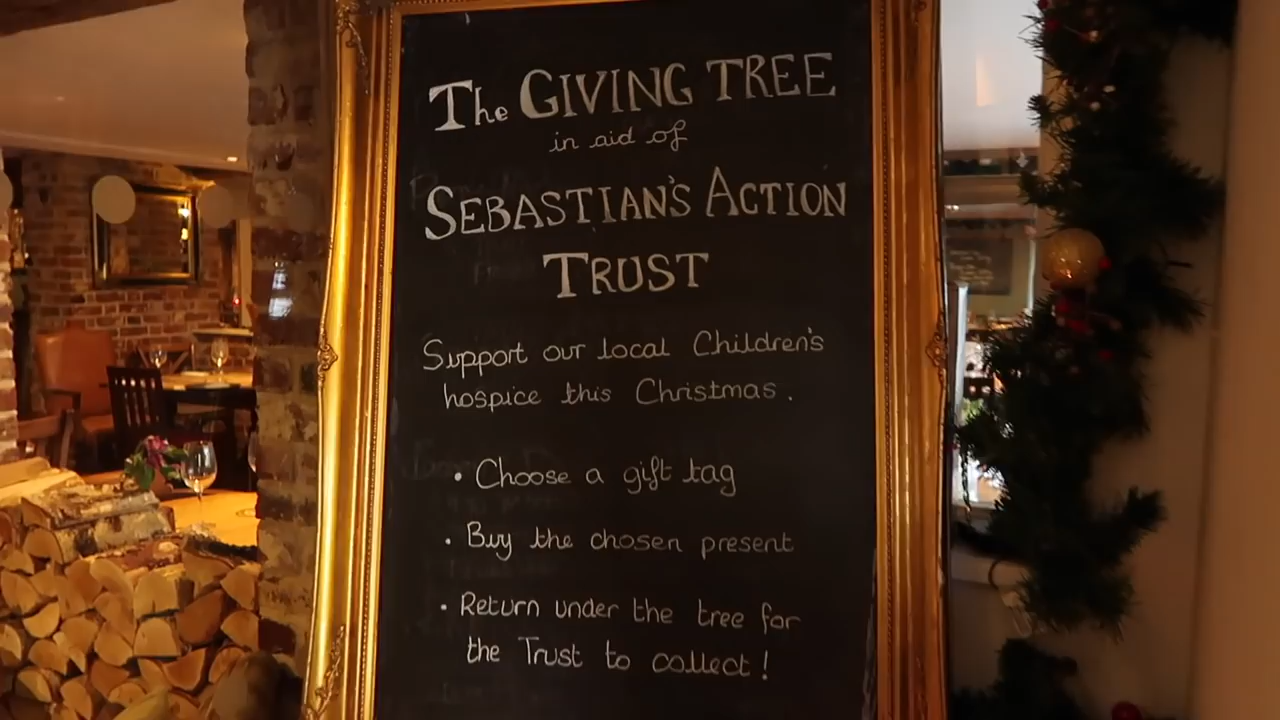 The GIVING TREE
in aid of
SEBASTIAN'S ACTION
TRUST
Support our local Children's
hospice this Christmas.
• Choose a gift tag
• Buy the chosen present
• Return under the tree for
the Trust to collect!